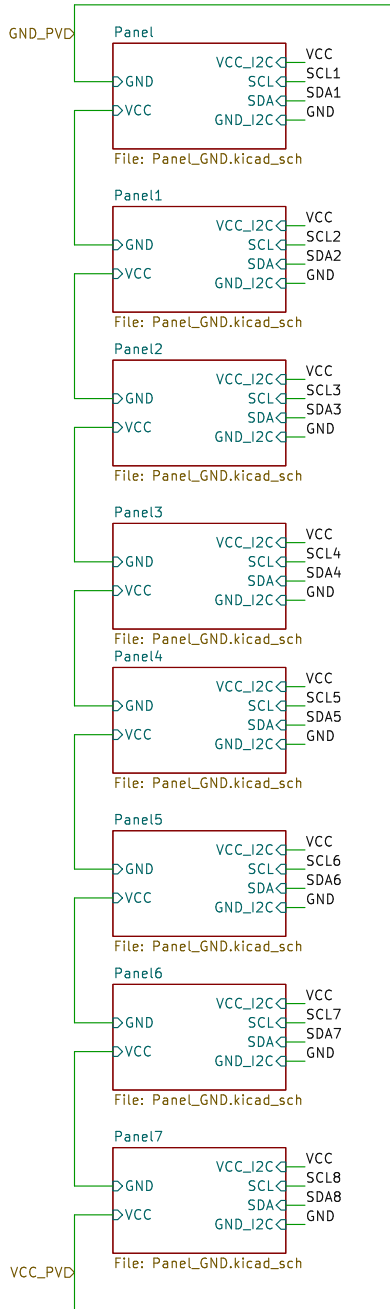 GND_PV
Panel
VCC_I2C VCC
GND SCL SCL1
SDA SDA1
VCC GND_I2C GND
File: Panel_GND.kicad_sch
Panel1
VCC_I2C VCC
GND SCL SCL2
SDA SDA2
VCC GND_I2C GND
File: Panel_GND.kicad_sch
Panel2
VCC_I2C VCC
GND SCL SCL3
SDA SDA3
VCC GND_I2C GND
File: Panel_GND.kicad_sch
Panel3
VCC_I2C VCC
GND SCL SCL4
SDA SDA4
VCC GND_I2C GND
File: Panel_GND.kicad_sch
Panel4
VCC_I2C VCC
GND SCL SCL5
SDA SDA5
VCC GND_I2C GND
File: Panel_GND.kicad_sch
Panel5
VCC_I2C VCC
GND SCL SCL6
SDA SDA6
VCC GND_I2C GND
File: Panel_GND.kicad_sch
Panel6
VCC_I2C VCC
GND SCL SCL7
SDA SDA7
VCC GND_I2C GND
File: Panel_GND.kicad_sch
Panel7
VCC_I2C VCC
GND SCL SCL8
SDA SDA8
VCC GND_I2C GND
File: Panel_GND.kicad_sch
VCC_PV